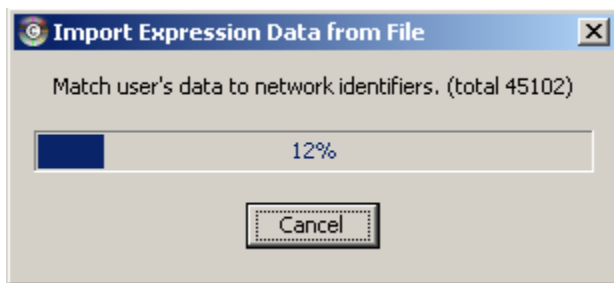 Import Expression Data from File
Match user's data to network identifiers. (total 45102)
12%
Cancel